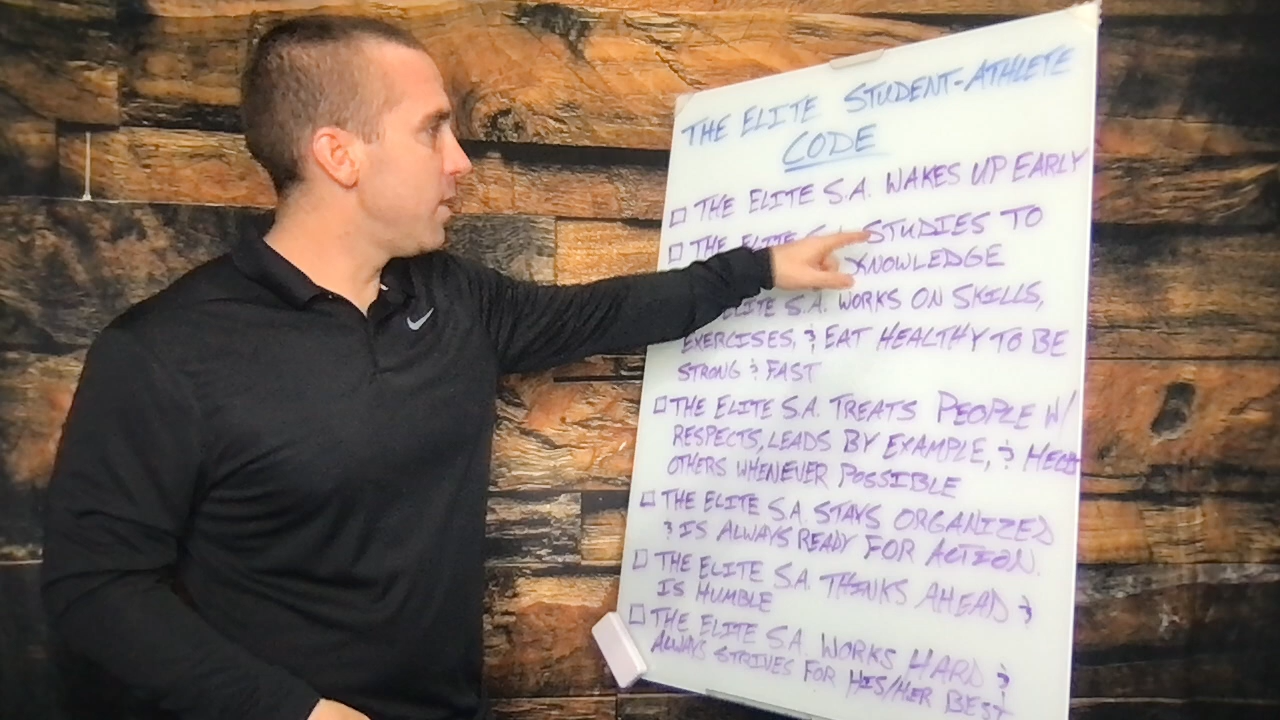 THE ELITE STUDENT-ATHLETE
CODE
THE ELITE S.A. WAKES UP EARLY
THE ELITE STUDIES TO
KNOWLEDGE
ELITE S.A. WORKS ON SKILLS,
EXERCISES, & EAT HEALTHY TO BE
STRONG & FAST
THE ELITE S.A. TREATS PEOPLE W/
RESPECTS, LEADS BY EXAMPLE, & HELPS
OTHERS WHENEVER POSSIBLE
THE ELITE S.A. STAYS ORGANIZED
& IS ALWAYS READY FOR ACTION.
THE ELITE S.A. THINKS AHEAD &
IS HUMBLE
THE ELITE S.A. WORKS HARD &
ALWAYS STRIVES FOR HIS/HER BEST